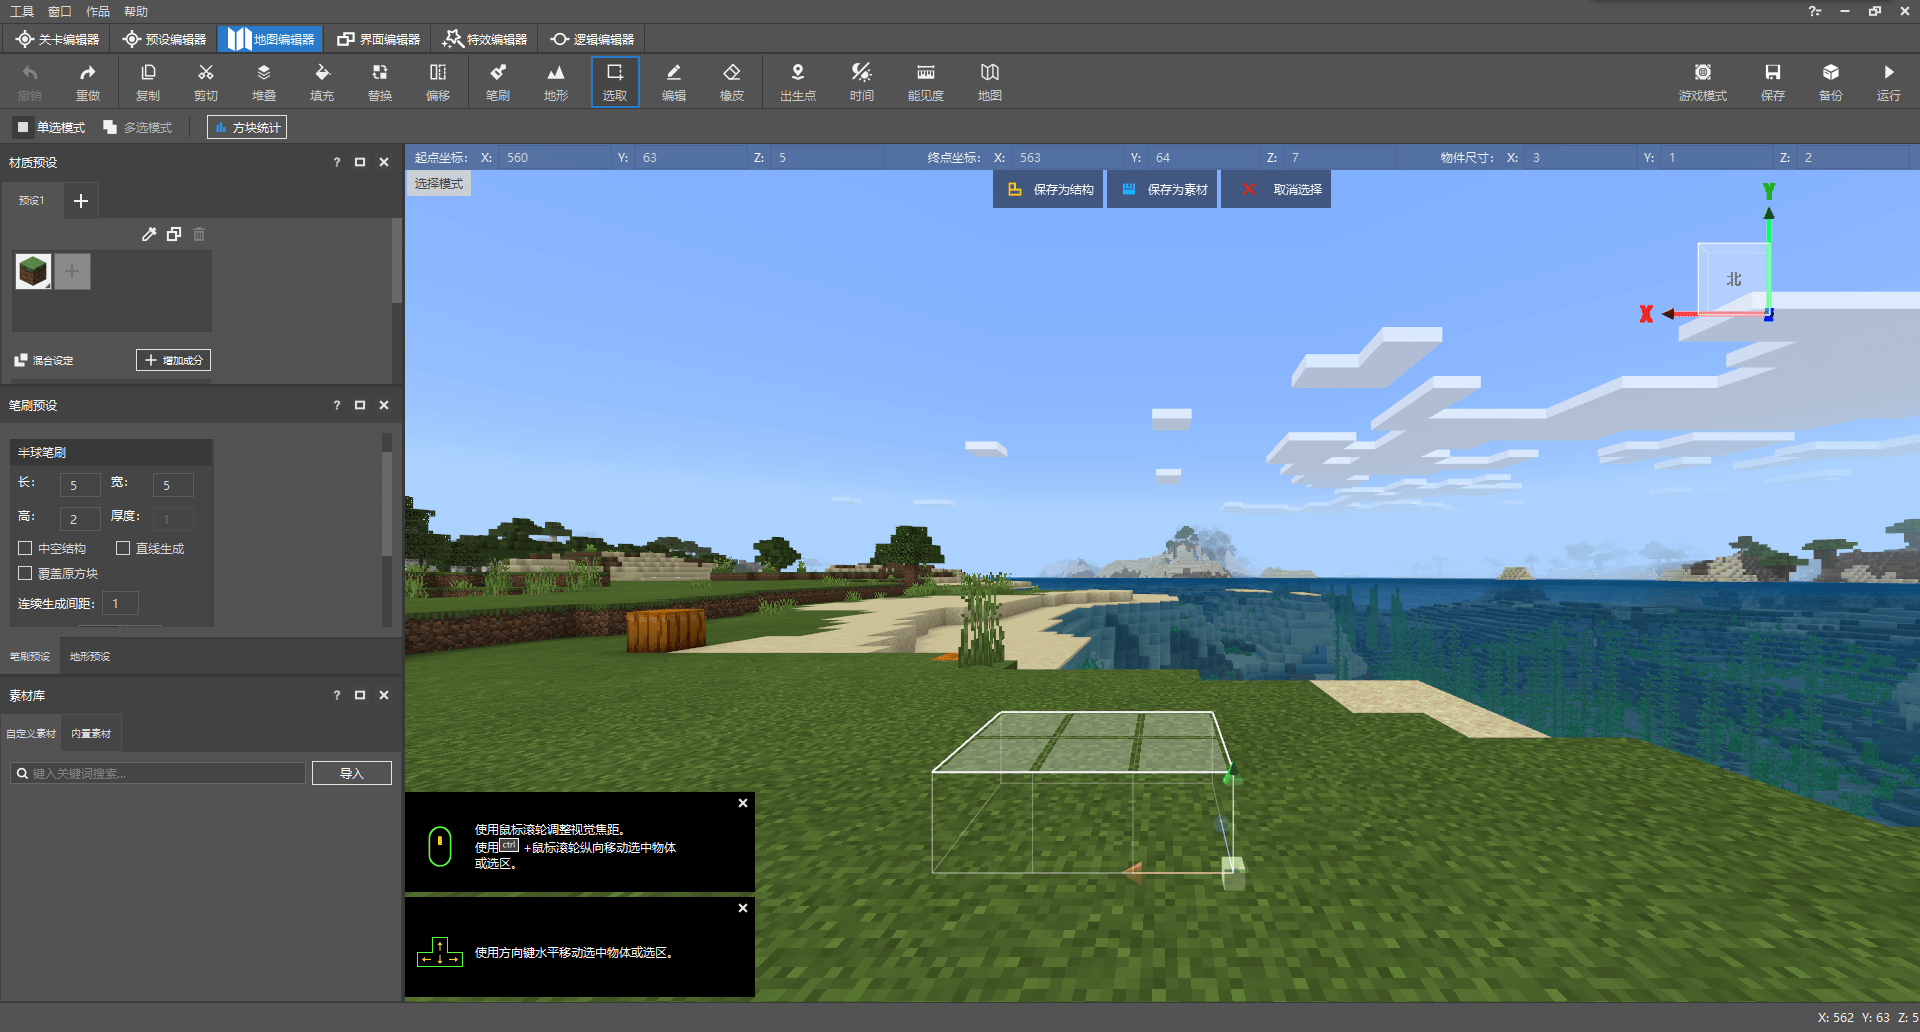 工具 窗口 作品 帮助
关卡编辑器 预设编辑器 地图编辑器 界面编辑器 特效编辑器 逻辑编辑器
撤销 重做 复制 剪切 堆叠 填充 替换 偏移 笔刷 地形 选取 编辑 橡皮 出生点 时间 能见度 地图 游戏模式 保存 备份 运行
单选模式 多选模式 方块统计
材质预设 ?
起点坐标: X: 560 Y: 63 Z: 5 终点坐标: X: 563 Y: 64 Z: 7 物件尺寸: X: 3 Y: 1 Z: 2
选择模式 保存为结构 保存为素材 取消选择
预设1 +
Y
北
X
混合设定 + 增加成分
笔刷预设 ?
半球笔刷
长: 5 宽: 5
高: 2 厚度: 1
中空结构 直线生成
覆盖原方块
连续生成间距: 1
笔刷预设 地形预设
素材库 ?
自定义素材 内置素材
键入关键词搜索... 导入
使用鼠标滚轮调整视觉焦距。
使用 ctrl +鼠标滚轮纵向移动选中物体
或选区。
使用方向键水平移动选中物体或选区。
X: 562 Y: 63 Z: 5